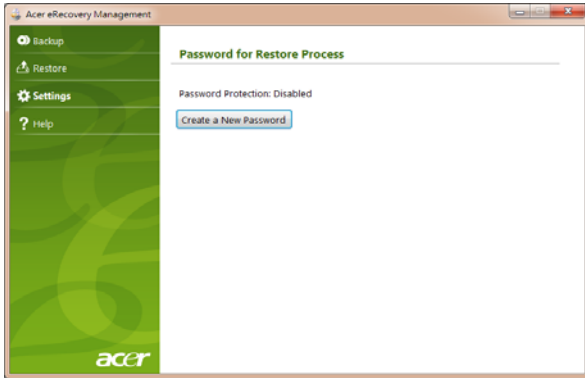 Acer eRecovery Management
Backup
Restore
Settings
Help
Password for Restore Process
Password Protection: Disabled
Create a New Password
acer